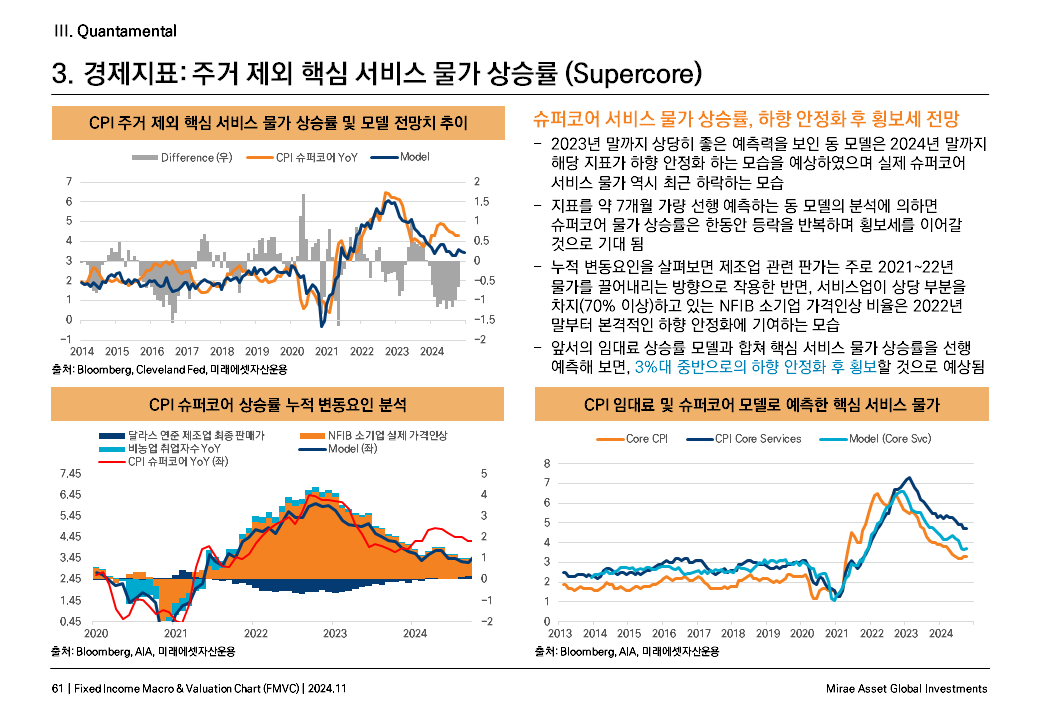 III. Quantamental
3. 경제지표: 주거 제외 핵심 서비스 물가 상승률 (Supercore)
CPI 주거 제외 핵심 서비스 물가 상승률 및 모델 전망치 추이
Difference (우) CPI 슈퍼코어 YoY Model
7 2
6 1.5
5 1
4 0.5
3 0
2 -0.5
1 -1
0 -1.5
-1 -2
2014 2015 2016 2017 2018 2019 2020 2021 2022 2023 2024
출처: Bloomberg, Cleveland Fed, 미래에셋자산운용
슈퍼코어 서비스 물가 상승률, 하향 안정화 후 횡보세 전망
– 2023년 말까지 상당히 좋은 예측력을 보인 동 모델은 2024년 말까지
해당 지표가 하향 안정화 하는 모습을 예상하였으며 실제 슈퍼코어
서비스 물가 역시 최근 하락하는 모습
– 지표를 약 7개월 가량 선행 예측하는 동 모델의 분석에 의하면
슈퍼코어 물가 상승률은 한동안 등락을 반복하며 횡보세를 이어갈
것으로 기대 됨
– 누적 변동요인을 살펴보면 제조업 관련 판가는 주로 2021~22년
물가를 끌어내리는 방향으로 작용한 반면, 서비스업이 상당 부분을
차지(70% 이상)하고 있는 NFIB 소기업 가격인상 비율은 2022년
말부터 본격적인 하향 안정화에 기여하는 모습
– 앞서의 임대료 상승률 모델과 합쳐 핵심 서비스 물가 상승률을 선행
예측해 보면, 3%대 중반으로의 하향 안정화 후 횡보할 것으로 예상됨
CPI 슈퍼코어 상승률 누적 변동요인 분석
달라스 연준 제조업 최종 판매가 NFIB 소기업 실제 가격인상
비농업 취업자수 YoY Model (좌)
CPI 슈퍼코어 YoY (좌)
7.45 5
6.45 4
5.45 3
4.45 2
3.45 1
2.45 0
1.45 -1
0.45 -2
2020 2021 2022 2023 2024
출처: Bloomberg, AIA, 미래에셋자산운용
CPI 임대료 및 슈퍼코어 모델로 예측한 핵심 서비스 물가
Core CPI CPI Core Services Model (Core Svc)
8
7
6
5
4
3
2
1
0
2013 2014 2015 2016 2017 2018 2019 2020 2021 2022 2023 2024
출처: Bloomberg, AIA, 미래에셋자산운용
61 | Fixed Income Macro & Valuation Chart (FMVC) | 2024.11
Mirae Asset Global Investments